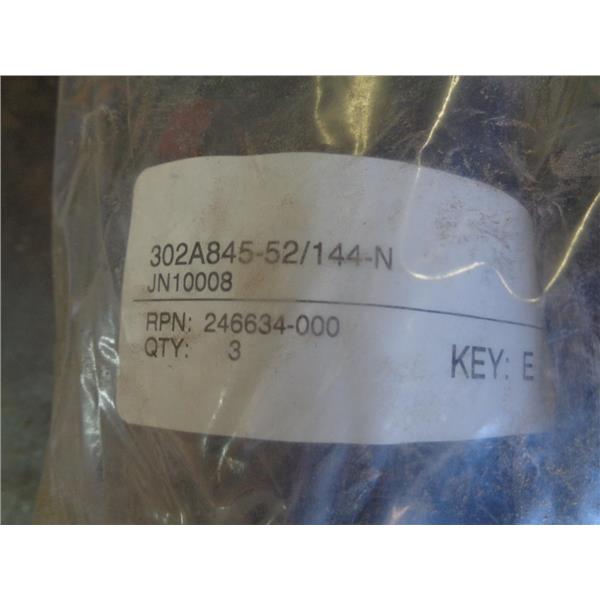 302A845-52/144-N
JN10008
RPN: 246634-000
QTY: 3
KEY: E